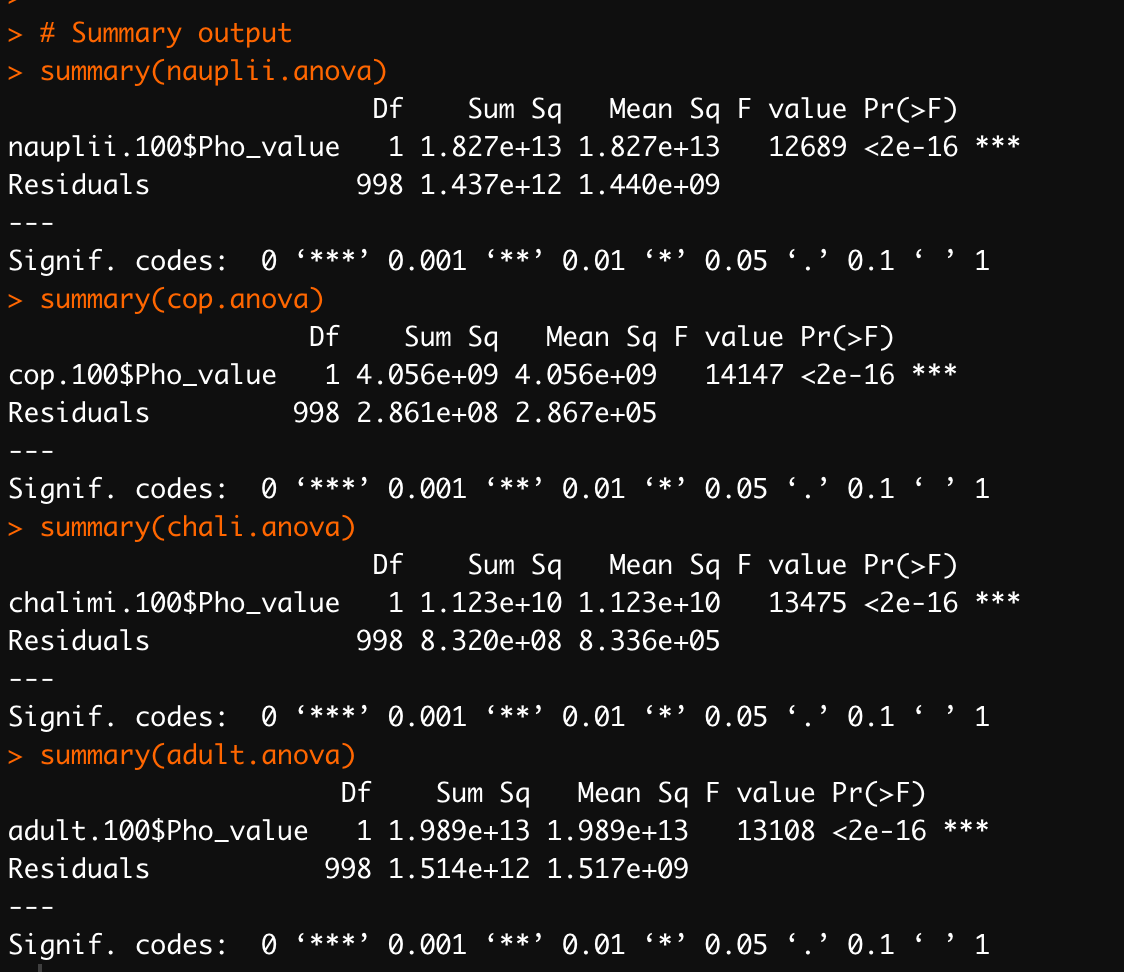 >
> # Summary output
> summary(nauplii.anova)
                       Df    Sum Sq   Mean Sq F value Pr(>F)
nauplii.100$Pho_value   1 1.827e+13 1.827e+13   12689 <2e-16 ***
Residuals             998 1.437e+12 1.440e+09
---
Signif. codes:  0 ‘***’ 0.001 ‘**’ 0.01 ‘*’ 0.05 ‘.’ 0.1 ‘ ’ 1
> summary(cop.anova)
                   Df    Sum Sq   Mean Sq F value Pr(>F)
cop.100$Pho_value   1 4.056e+09 4.056e+09   14147 <2e-16 ***
Residuals         998 2.861e+08 2.867e+05
---
Signif. codes:  0 ‘***’ 0.001 ‘**’ 0.01 ‘*’ 0.05 ‘.’ 0.1 ‘ ’ 1
> summary(chali.anova)
                       Df    Sum Sq   Mean Sq F value Pr(>F)
chalimi.100$Pho_value   1 1.123e+10 1.123e+10   13475 <2e-16 ***
Residuals             998 8.320e+08 8.336e+05
---
Signif. codes:  0 ‘***’ 0.001 ‘**’ 0.01 ‘*’ 0.05 ‘.’ 0.1 ‘ ’ 1
> summary(adult.anova)
                     Df    Sum Sq   Mean Sq F value Pr(>F)
adult.100$Pho_value   1 1.989e+13 1.989e+13   13108 <2e-16 ***
Residuals           998 1.514e+12 1.517e+09
---
Signif. codes:  0 ‘***’ 0.001 ‘**’ 0.01 ‘*’ 0.05 ‘.’ 0.1 ‘ ’ 1